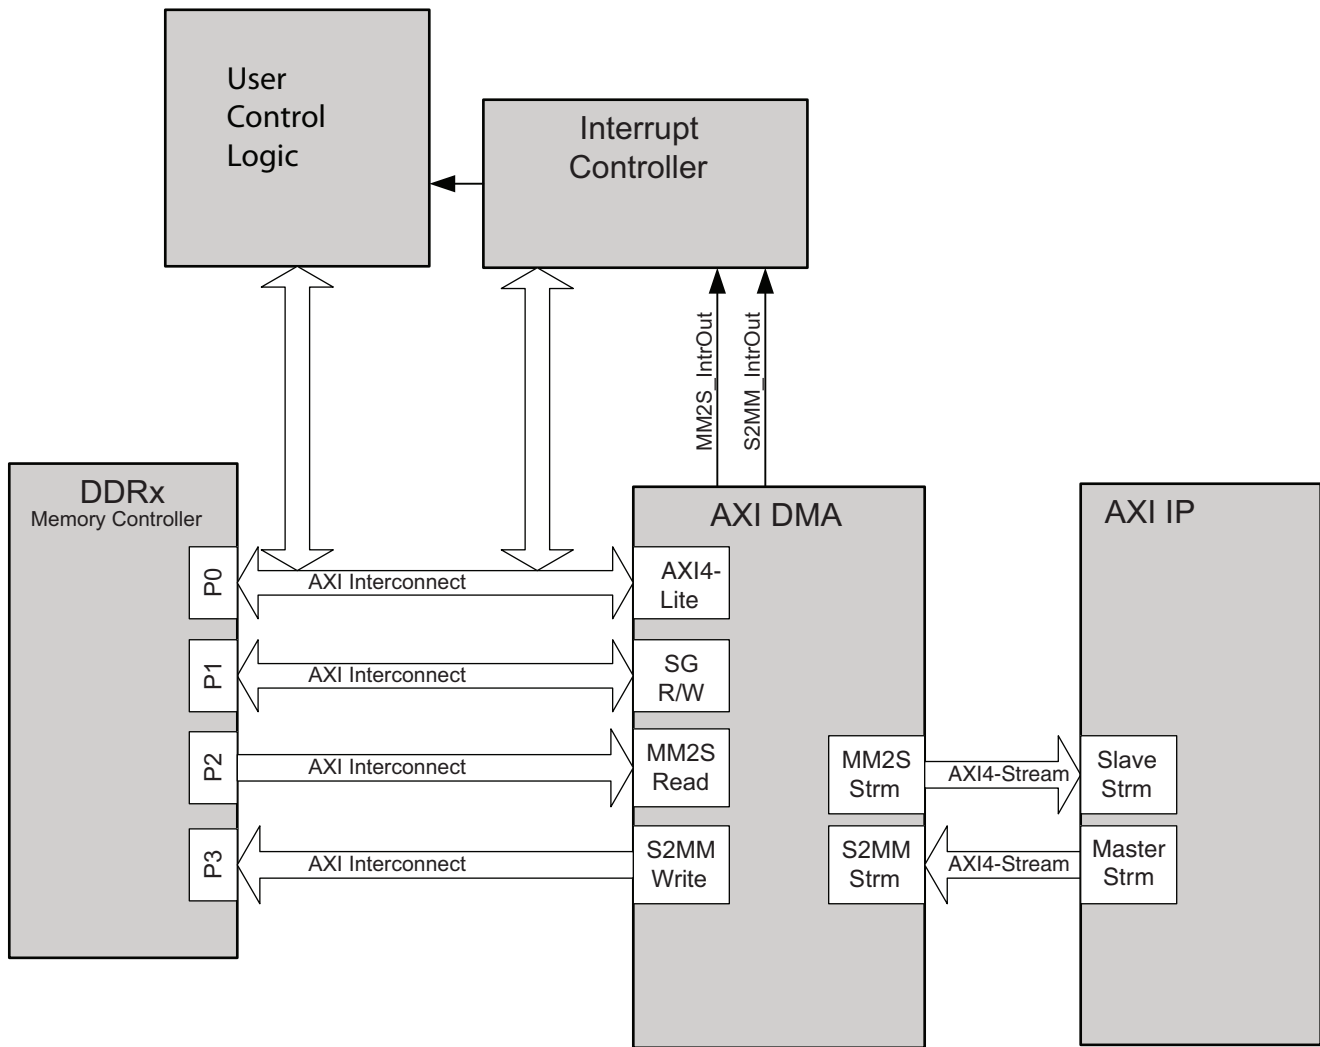 User
Control
Logic
Interrupt
Controller
MM2S_IntrOut
S2MM_IntrOut
DDRx
Memory Controller
AXI DMA
AXI IP
P0
AXI Interconnect
AXI4-
Lite
P1
AXI Interconnect
SG
R/W
P2
AXI Interconnect
MM2S
Read
MM2S
Strm
AXI4-Stream
Slave
Strm
P3
AXI Interconnect
S2MM
Write
S2MM
Strm
AXI4-Stream
Master
Strm